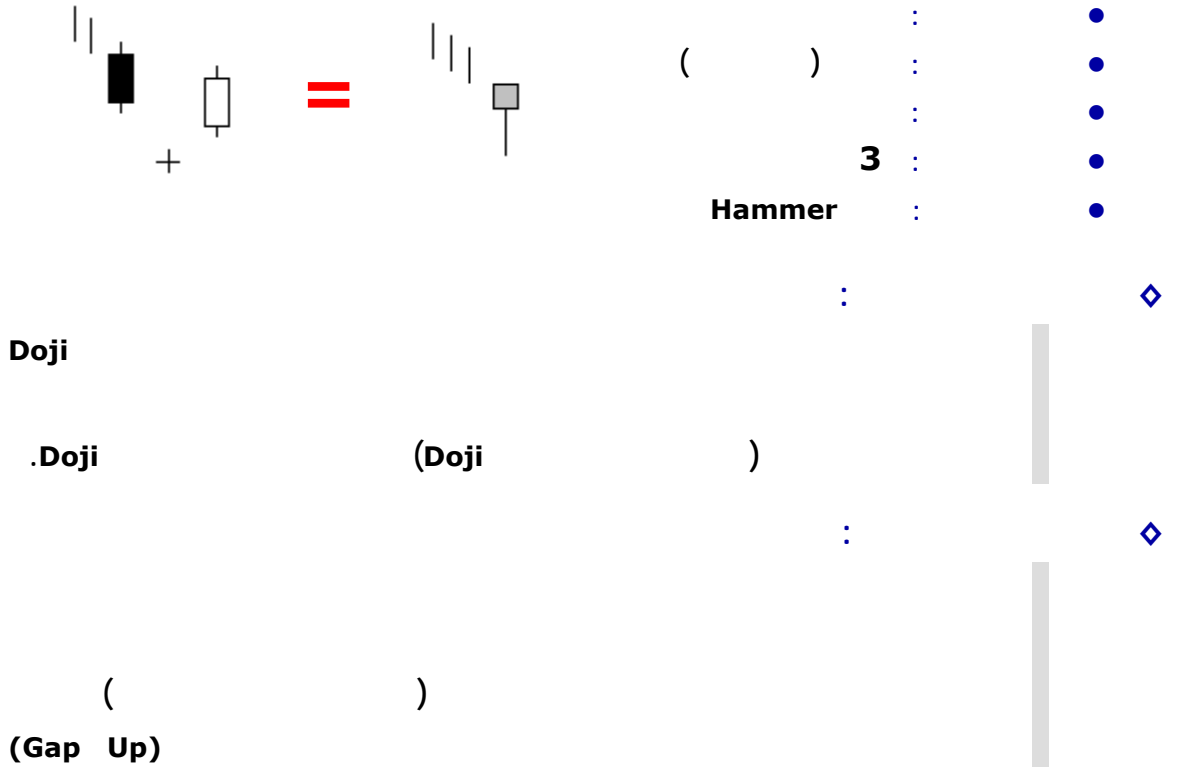 :
( ) :
:
3 :
Hammer :
:
Doji
(Doji ) .Doji
:
( )
(Gap Up)